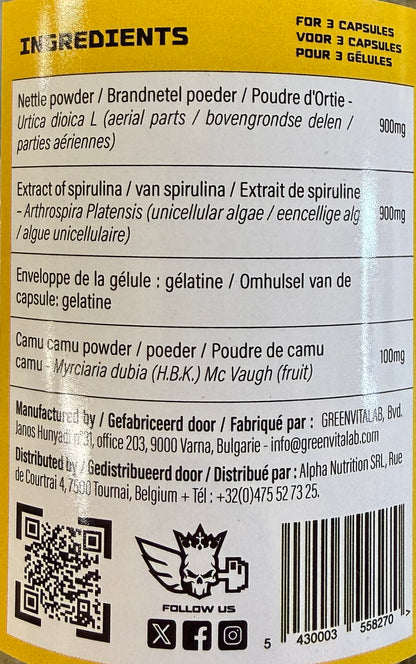 INGREDIENTS
FOR 3 CAPSULES
VOOR 3 CAPSULES
POUR 3 GÉLULES
Nettle powder / Brandnetel poeder / Poudre d'Ortie -
Urtica dioica L (aerial parts / bovengrondse delen /
parties aériennes)
900mg
Extract of spirulina / van spirulina / Extrait de spiruline
- Arthrospira Platensis (unicellular algae / eencellige alg
/ algue unicellulaire)
900mg
Enveloppe de la gélule : gélatine / Omhulsel van de
capsule: gelatine
Camu camu powder / poeder / Poudre de camu
camu - Myrciaria dubia (H.B.K.) Mc Vaugh (fruit)
100mg
Manufactured by / Gefabriceerd door / Fabriqué par : GREENVITALAB, Bvd.
Janos Hunyadi n°31, office 203, 9000 Varna, Bulgarie - info@greenvitalab.com
Distributed by / Gedistribueerd door / Distribué par : Alpha Nutrition SRL, Rue
de Courtrai 4, 7500 Tournai, Belgium + Tél : +32(0)475 52 73 25.
FOLLOW US
5 430003 558270 7